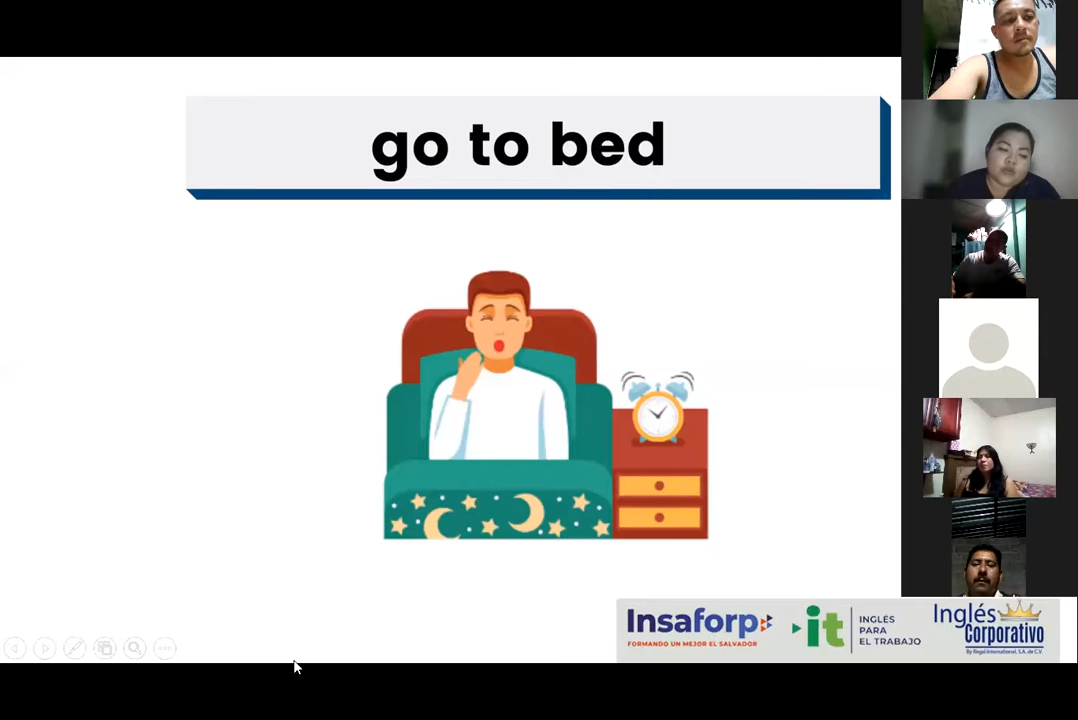 go to bed
Insaforp
FORMANDO UN MEJOR EL SALVADOR
it
INGLÉS
PARA
EL TRABAJO
Inglés
Corporativo
By Regal International, S.A. de C.V.